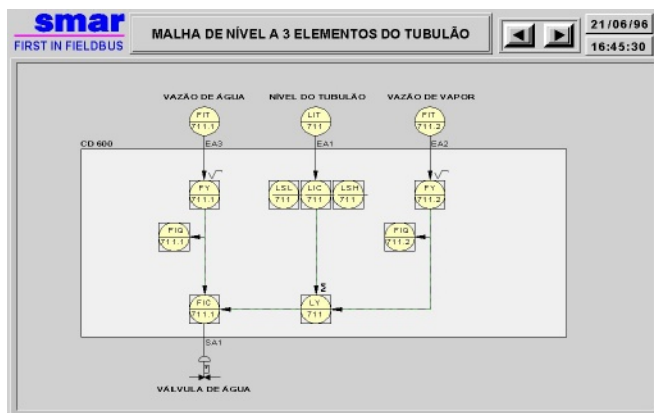 smar
FIRST IN FIELDBUS
MALHA DE NÍVEL A 3 ELEMENTOS DO TUBULÃO
21/06/96
16:45:30
VAZÃO DE ÁGUA
NÍVEL DO TUBULÃO
VAZÃO DE VAPOR
FIT
711.1
LIT
711
FIT
711.2
CD 600
EA3
EA1
EA2
√
FY
711.1
LSL
711
LIC
711
LSH
711
√
FY
711.2
FIQ
711.1
FIQ
711.2
FIC
711.1
Σ
LY
711
SA1
VÁLVULA DE ÁGUA